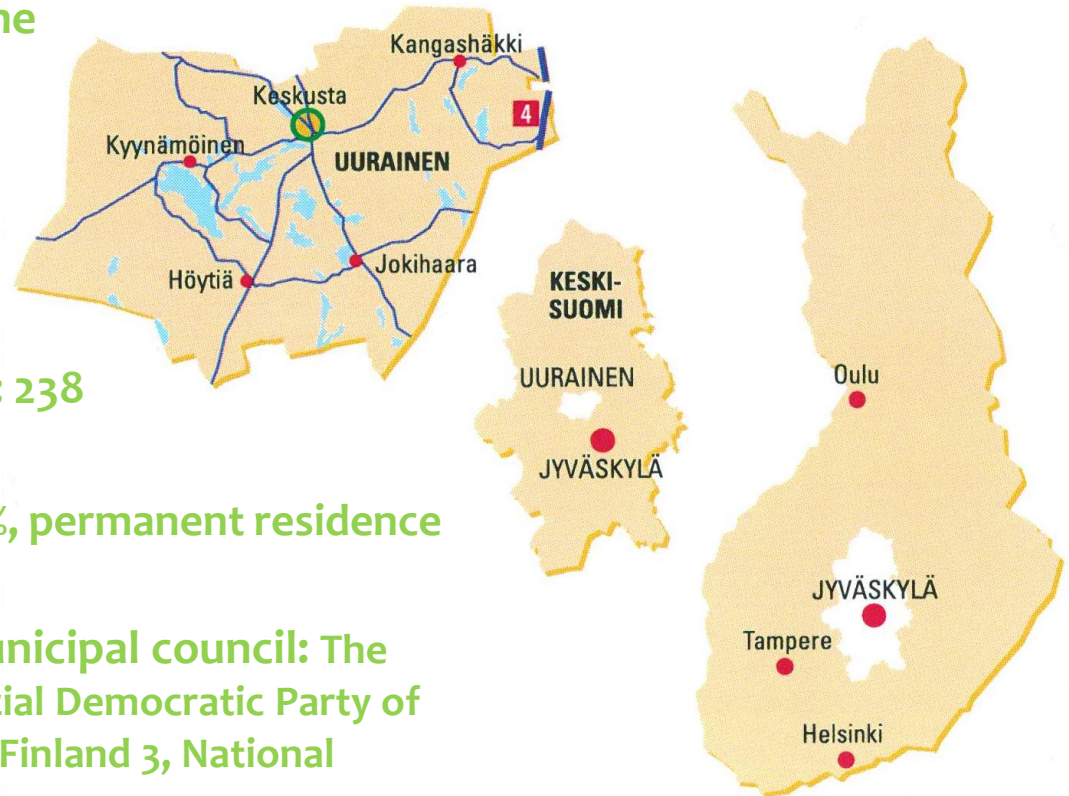 ne
: 238
%, permanent residence
unicipal council: The
cial Democratic Party of
Finland 3, National
Kangashäkki
Keskusta
4
Kyynämöinen
UURAINEN
Höytiä
Jokihaara
KESKI-
SUOMI
UURAINEN
JYVÄSKYLÄ
Oulu
JYVÄSKYLÄ
Tampere
Helsinki